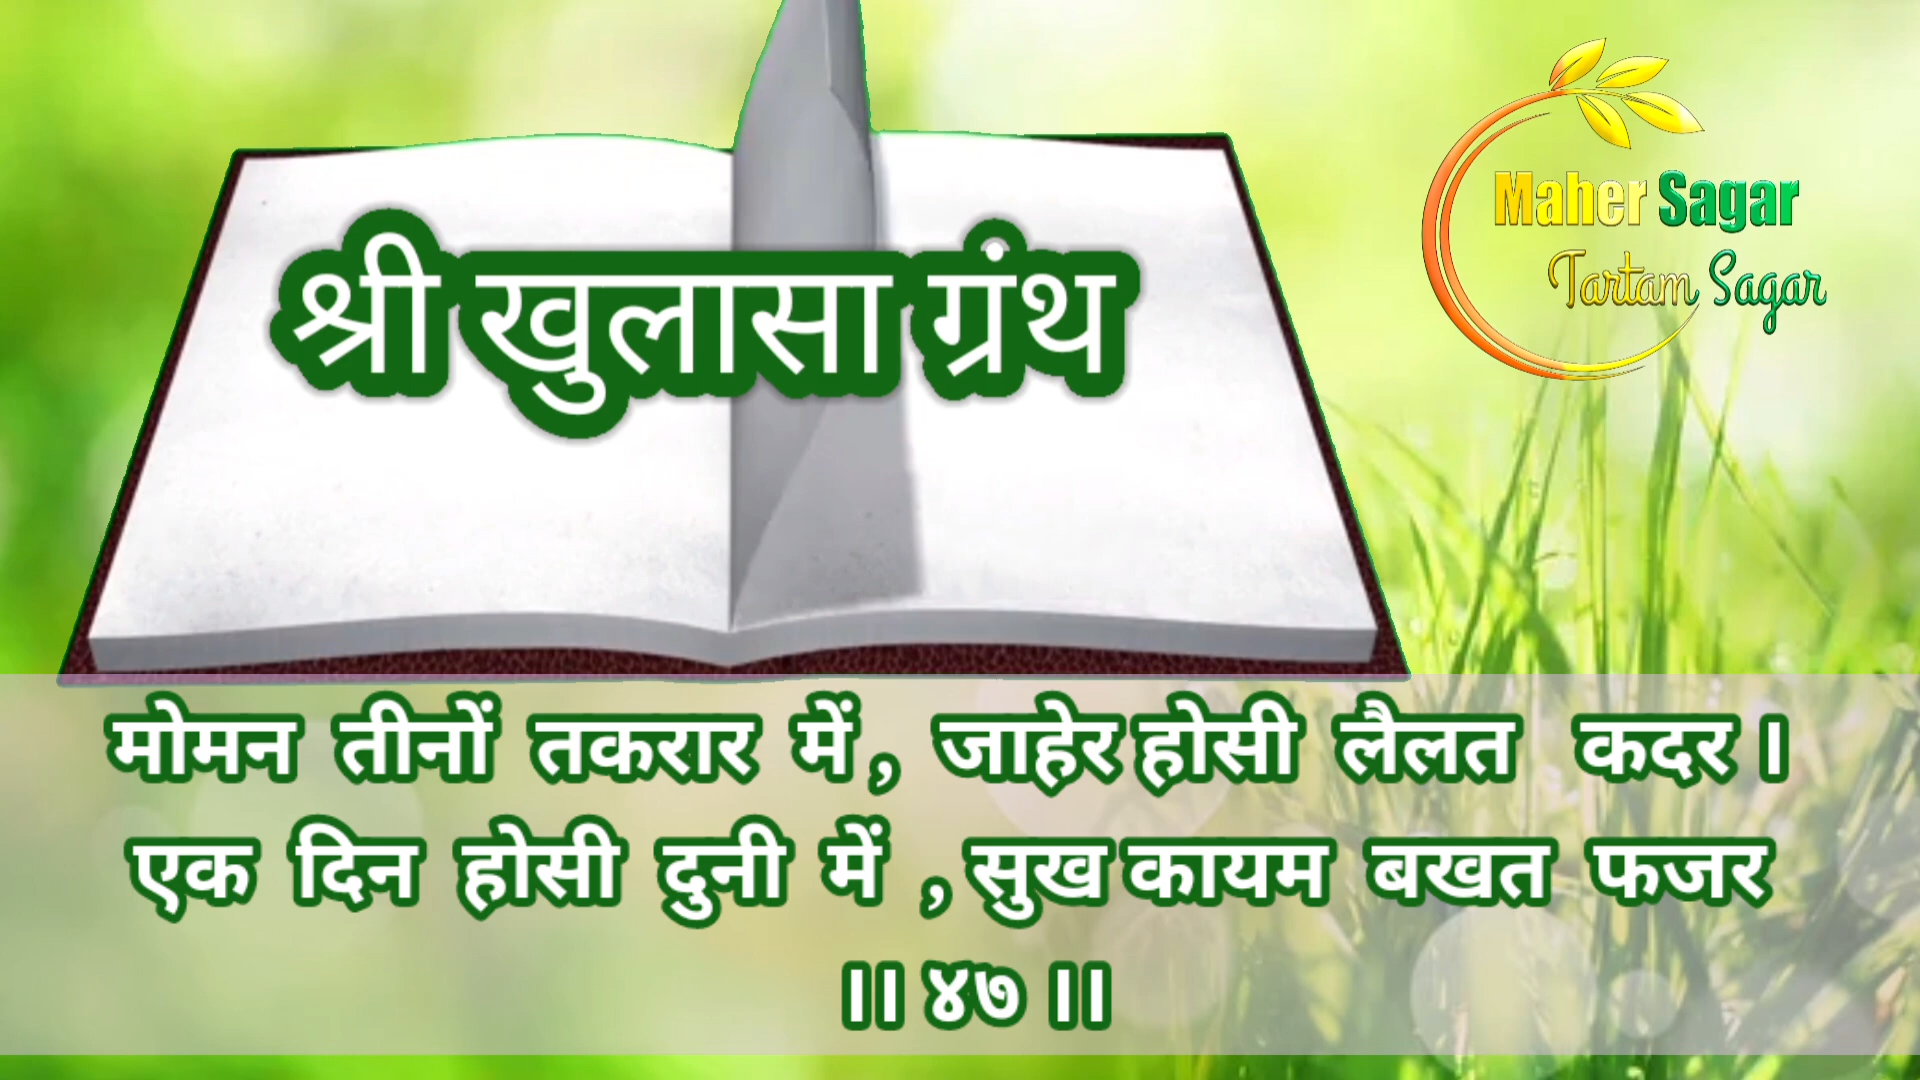 श्री खुलासा ग्रंथ
Maher Sagar
Tartam Sagar
मोमन तीनों तकरार में, जाहेर होसी लैलत कदर ।
एक दिन होसी दुनी में , सुख कायम बखत फजर
।। ४७ ।।